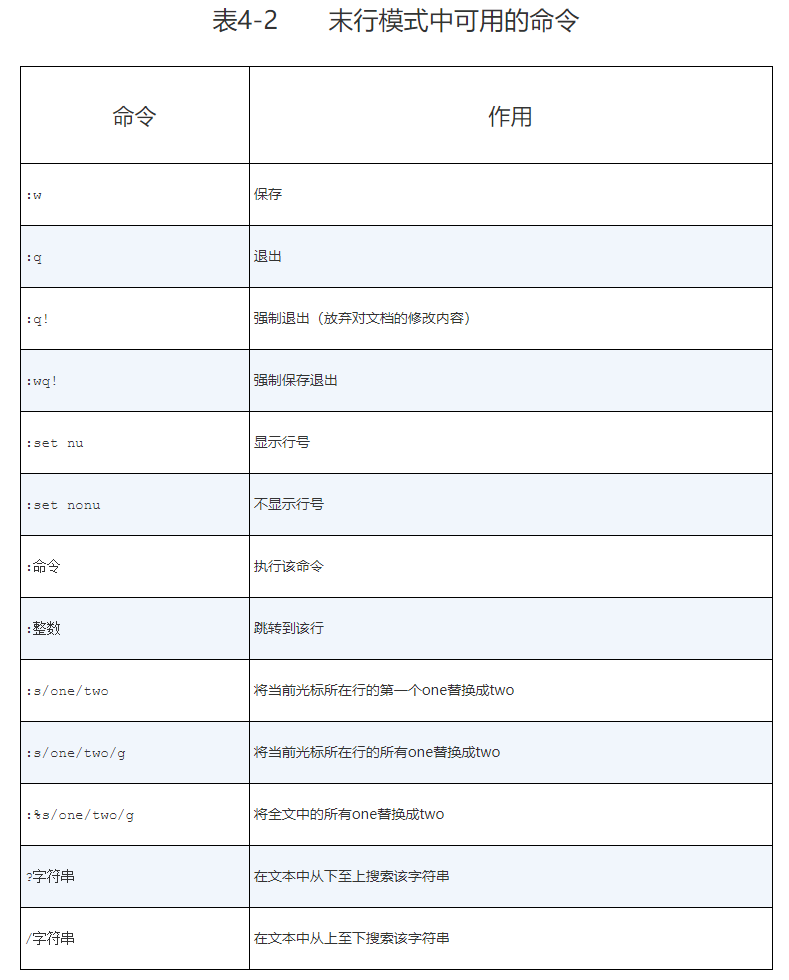 表4-2 末行模式中可用的命令
命令 作用
:w 保存
:q 退出
:q! 强制退出（放弃对文档的修改内容）
:wq! 强制保存退出
:set nu 显示行号
:set nonu 不显示行号
:命令 执行该命令
:整数 跳转到该行
:s/one/two 将当前光标所在行的第一个one替换成two
:s/one/two/g 将当前光标所在行的所有one替换成two
:%s/one/two/g 将全文中的所有one替换成two
?字符串 在文本中从下至上搜索该字符串
/字符串 在文本中从上至下搜索该字符串